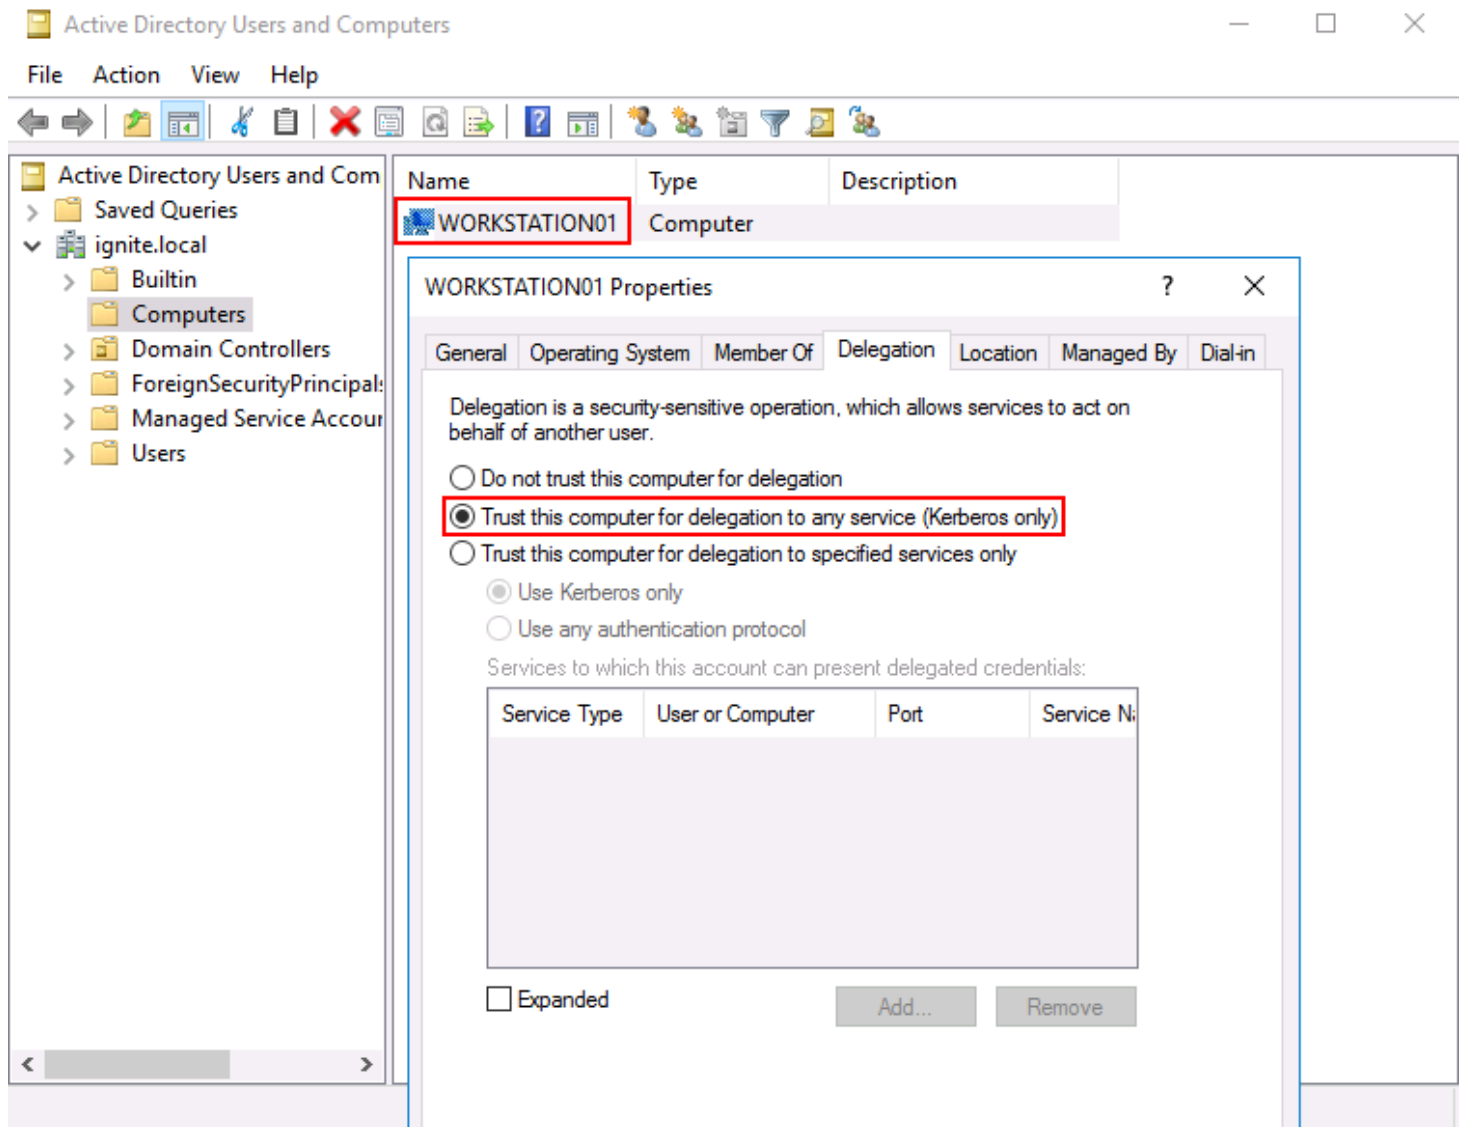 Active Directory Users and Computers
File Action View Help
Active Directory Users and Com
Saved Queries
ignite.local
Builtin
Computers
Domain Controllers
ForeignSecurityPrincipals
Managed Service Accour
Users
Name Type Description
WORKSTATION01 Computer
WORKSTATION01 Properties
General Operating System Member Of Delegation Location Managed By Dial-in
Delegation is a security-sensitive operation, which allows services to act on
behalf of another user.
Do not trust this computer for delegation
Trust this computer for delegation to any service (Kerberos only)
Trust this computer for delegation to specified services only
Use Kerberos only
Use any authentication protocol
Services to which this account can present delegated credentials:
Service Type User or Computer Port Service Na
Expanded Add... Remove